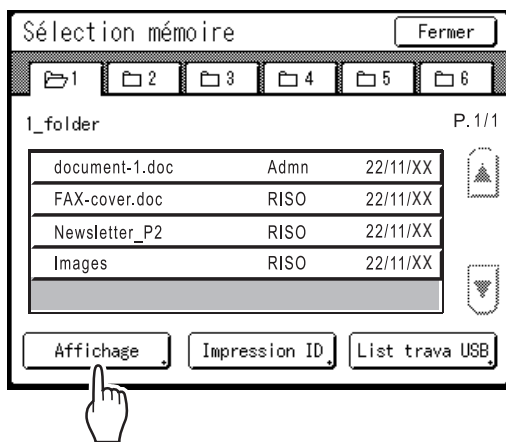 Sélection mémoire Fermer
1 2 3 4 5 6
1_folder P.1/1
document-1.doc Admn 22/11/XX
FAX-cover.doc RISO 22/11/XX
Newsletter_P2 RISO 22/11/XX
Images RISO 22/11/XX
Affichage Impression ID List trava USB